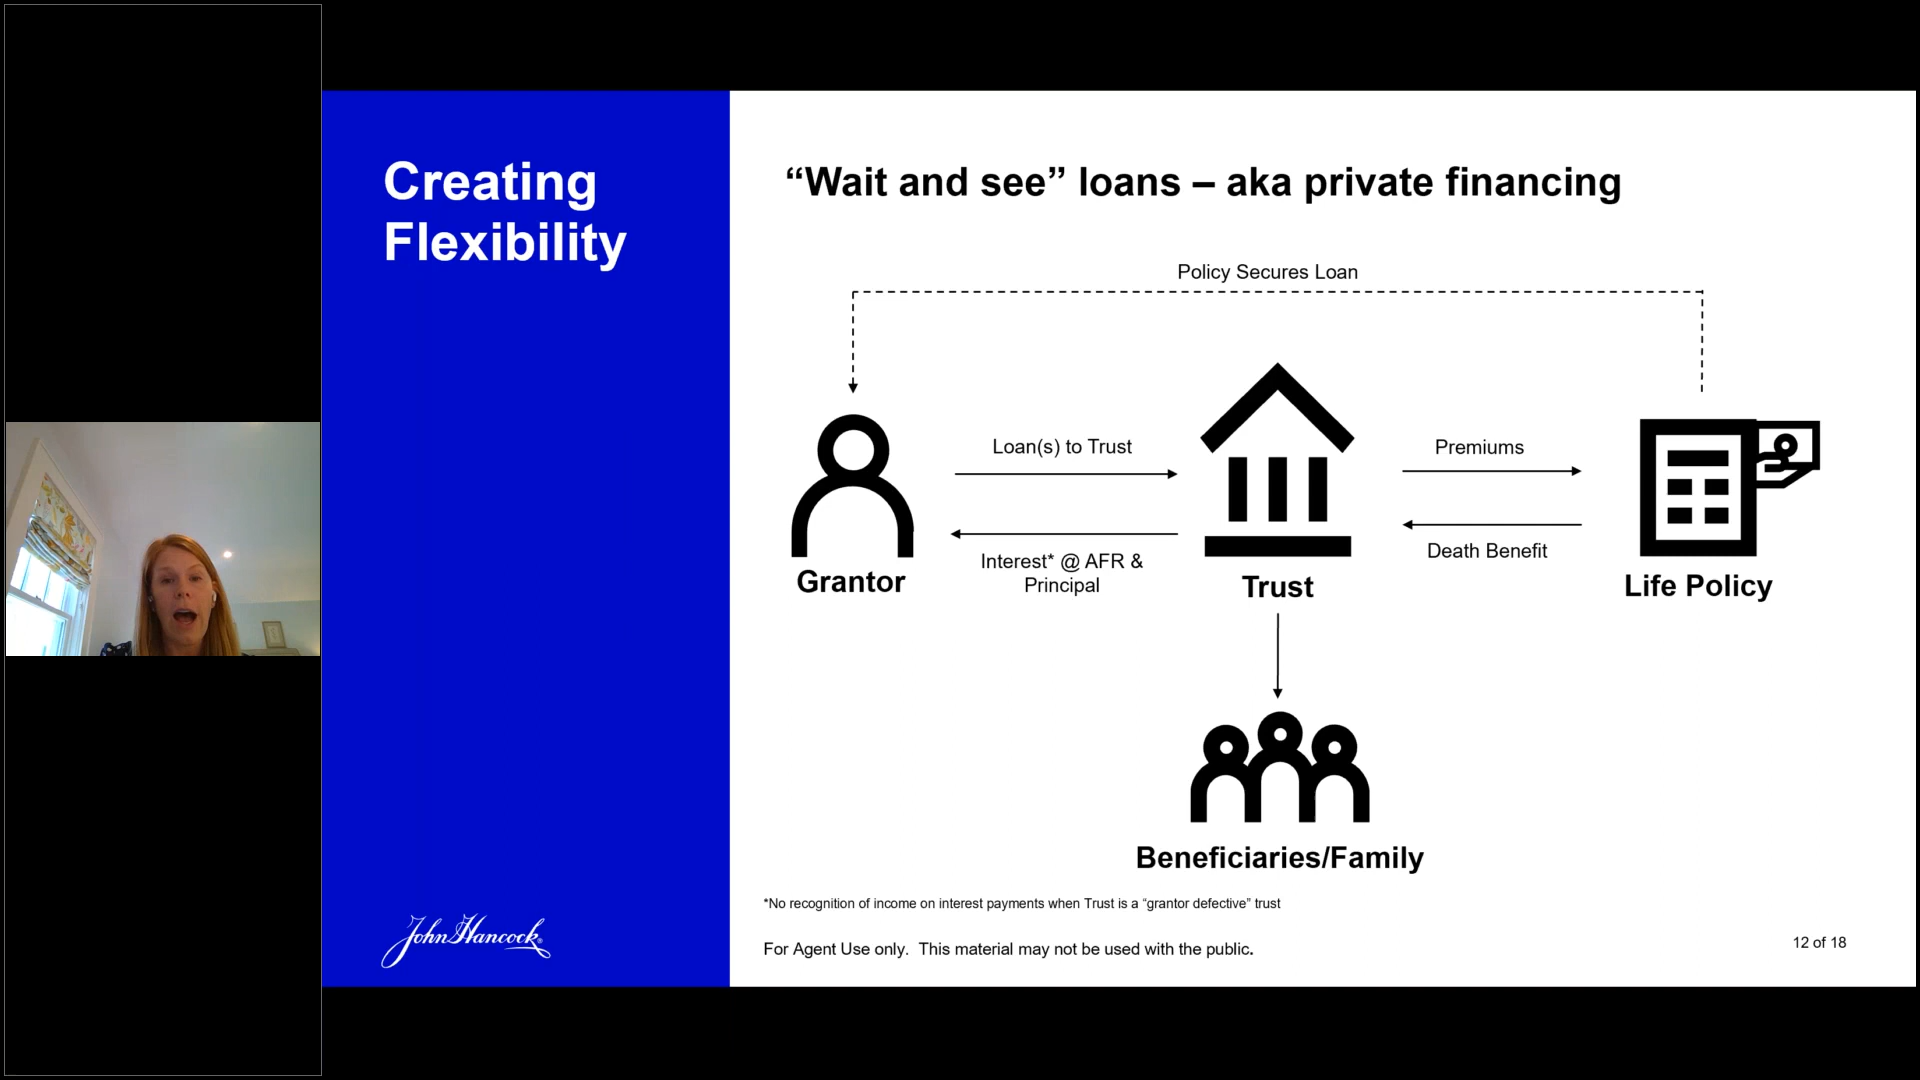 Creating
Flexibility
“Wait and see” loans – aka private financing
Policy Secures Loan
Loan(s) to Trust
Premiums
Interest* @ AFR &
Principal
Death Benefit
Grantor
Trust
Life Policy
Beneficiaries/Family
*No recognition of income on interest payments when Trust is a “grantor defective” trust
For Agent Use only.  This material may not be used with the public.
12 of 18
John Hancock®